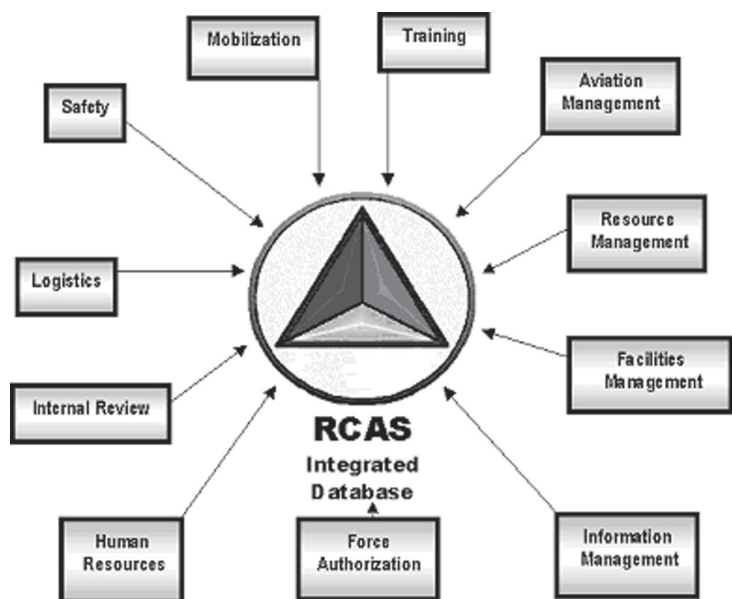 Mobilization
Training
Aviation
Management
Safety
Resource
Management
Logistics
Facilities
Management
Internal Review
RCAS
Integrated
Database
Human
Resources
Force
Authorization
Information
Management